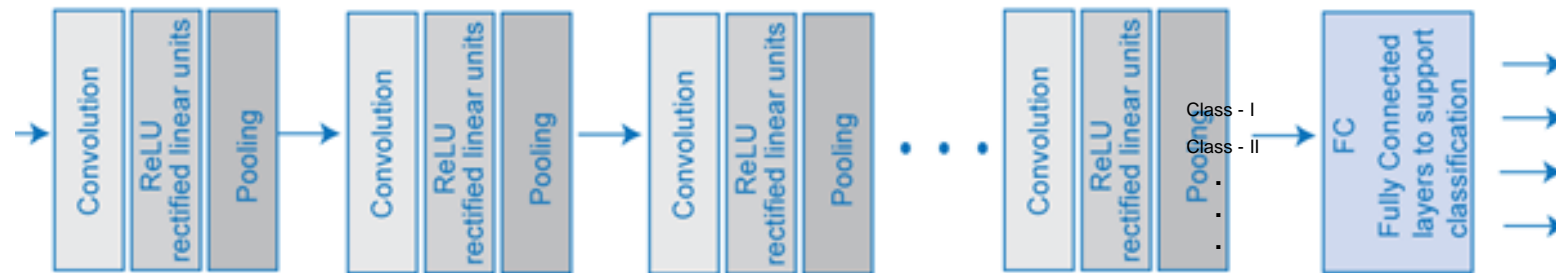 Convolution
ReLU
rectified linear units
Pooling
Convolution
ReLU
rectified linear units
Pooling
Convolution
ReLU
rectified linear units
Pooling
. . .
Convolution
ReLU
rectified linear units
Pooling
Class - I
Class - II
.
.
.
FC
Fully Connected
layers to support
classification